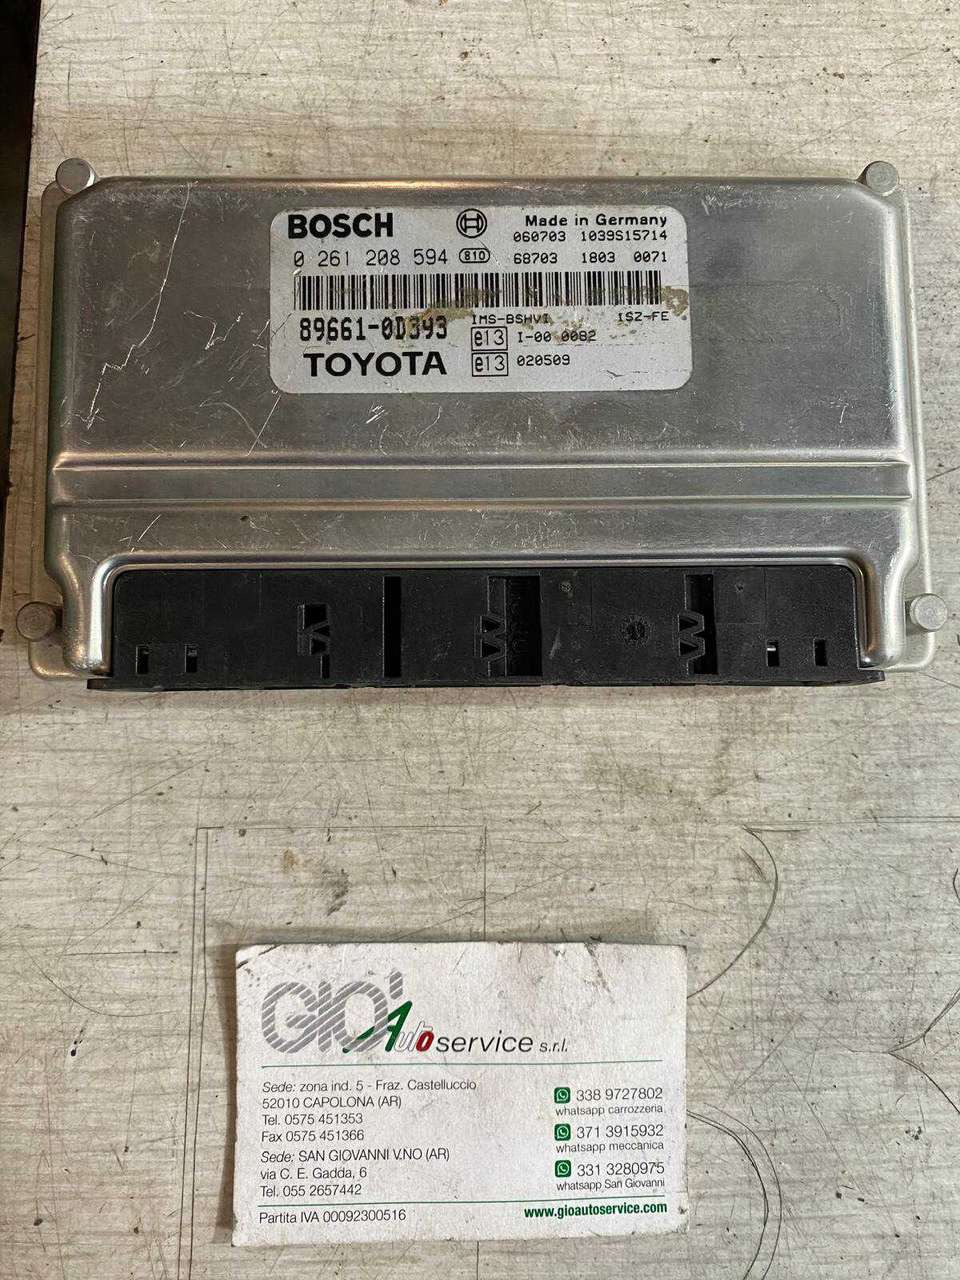 BOSCH Made in Germany
060703 1039S15714
0 261 208 594 S10 68703 1803 0071
89661-0D393 IMS-BSHVI 1SZ-FE
e13 I-00 0082
TOYOTA e13 020509
GIO' Autoservice s.r.l.
Sede: zona ind. 5 - Fraz. Castelluccio
52010 CAPOLONA (AR)
Tel. 0575 451353
Fax 0575 451366
Sede: SAN GIOVANNI V.NO (AR)
via C. E. Gadda, 6
Tel. 055 2657442
Partita IVA 00092300516
338 9727802
whatsapp carrozzeria
371 3915932
whatsapp meccanica
331 3280975
whatsapp San Giovanni
www.gioautoservice.com